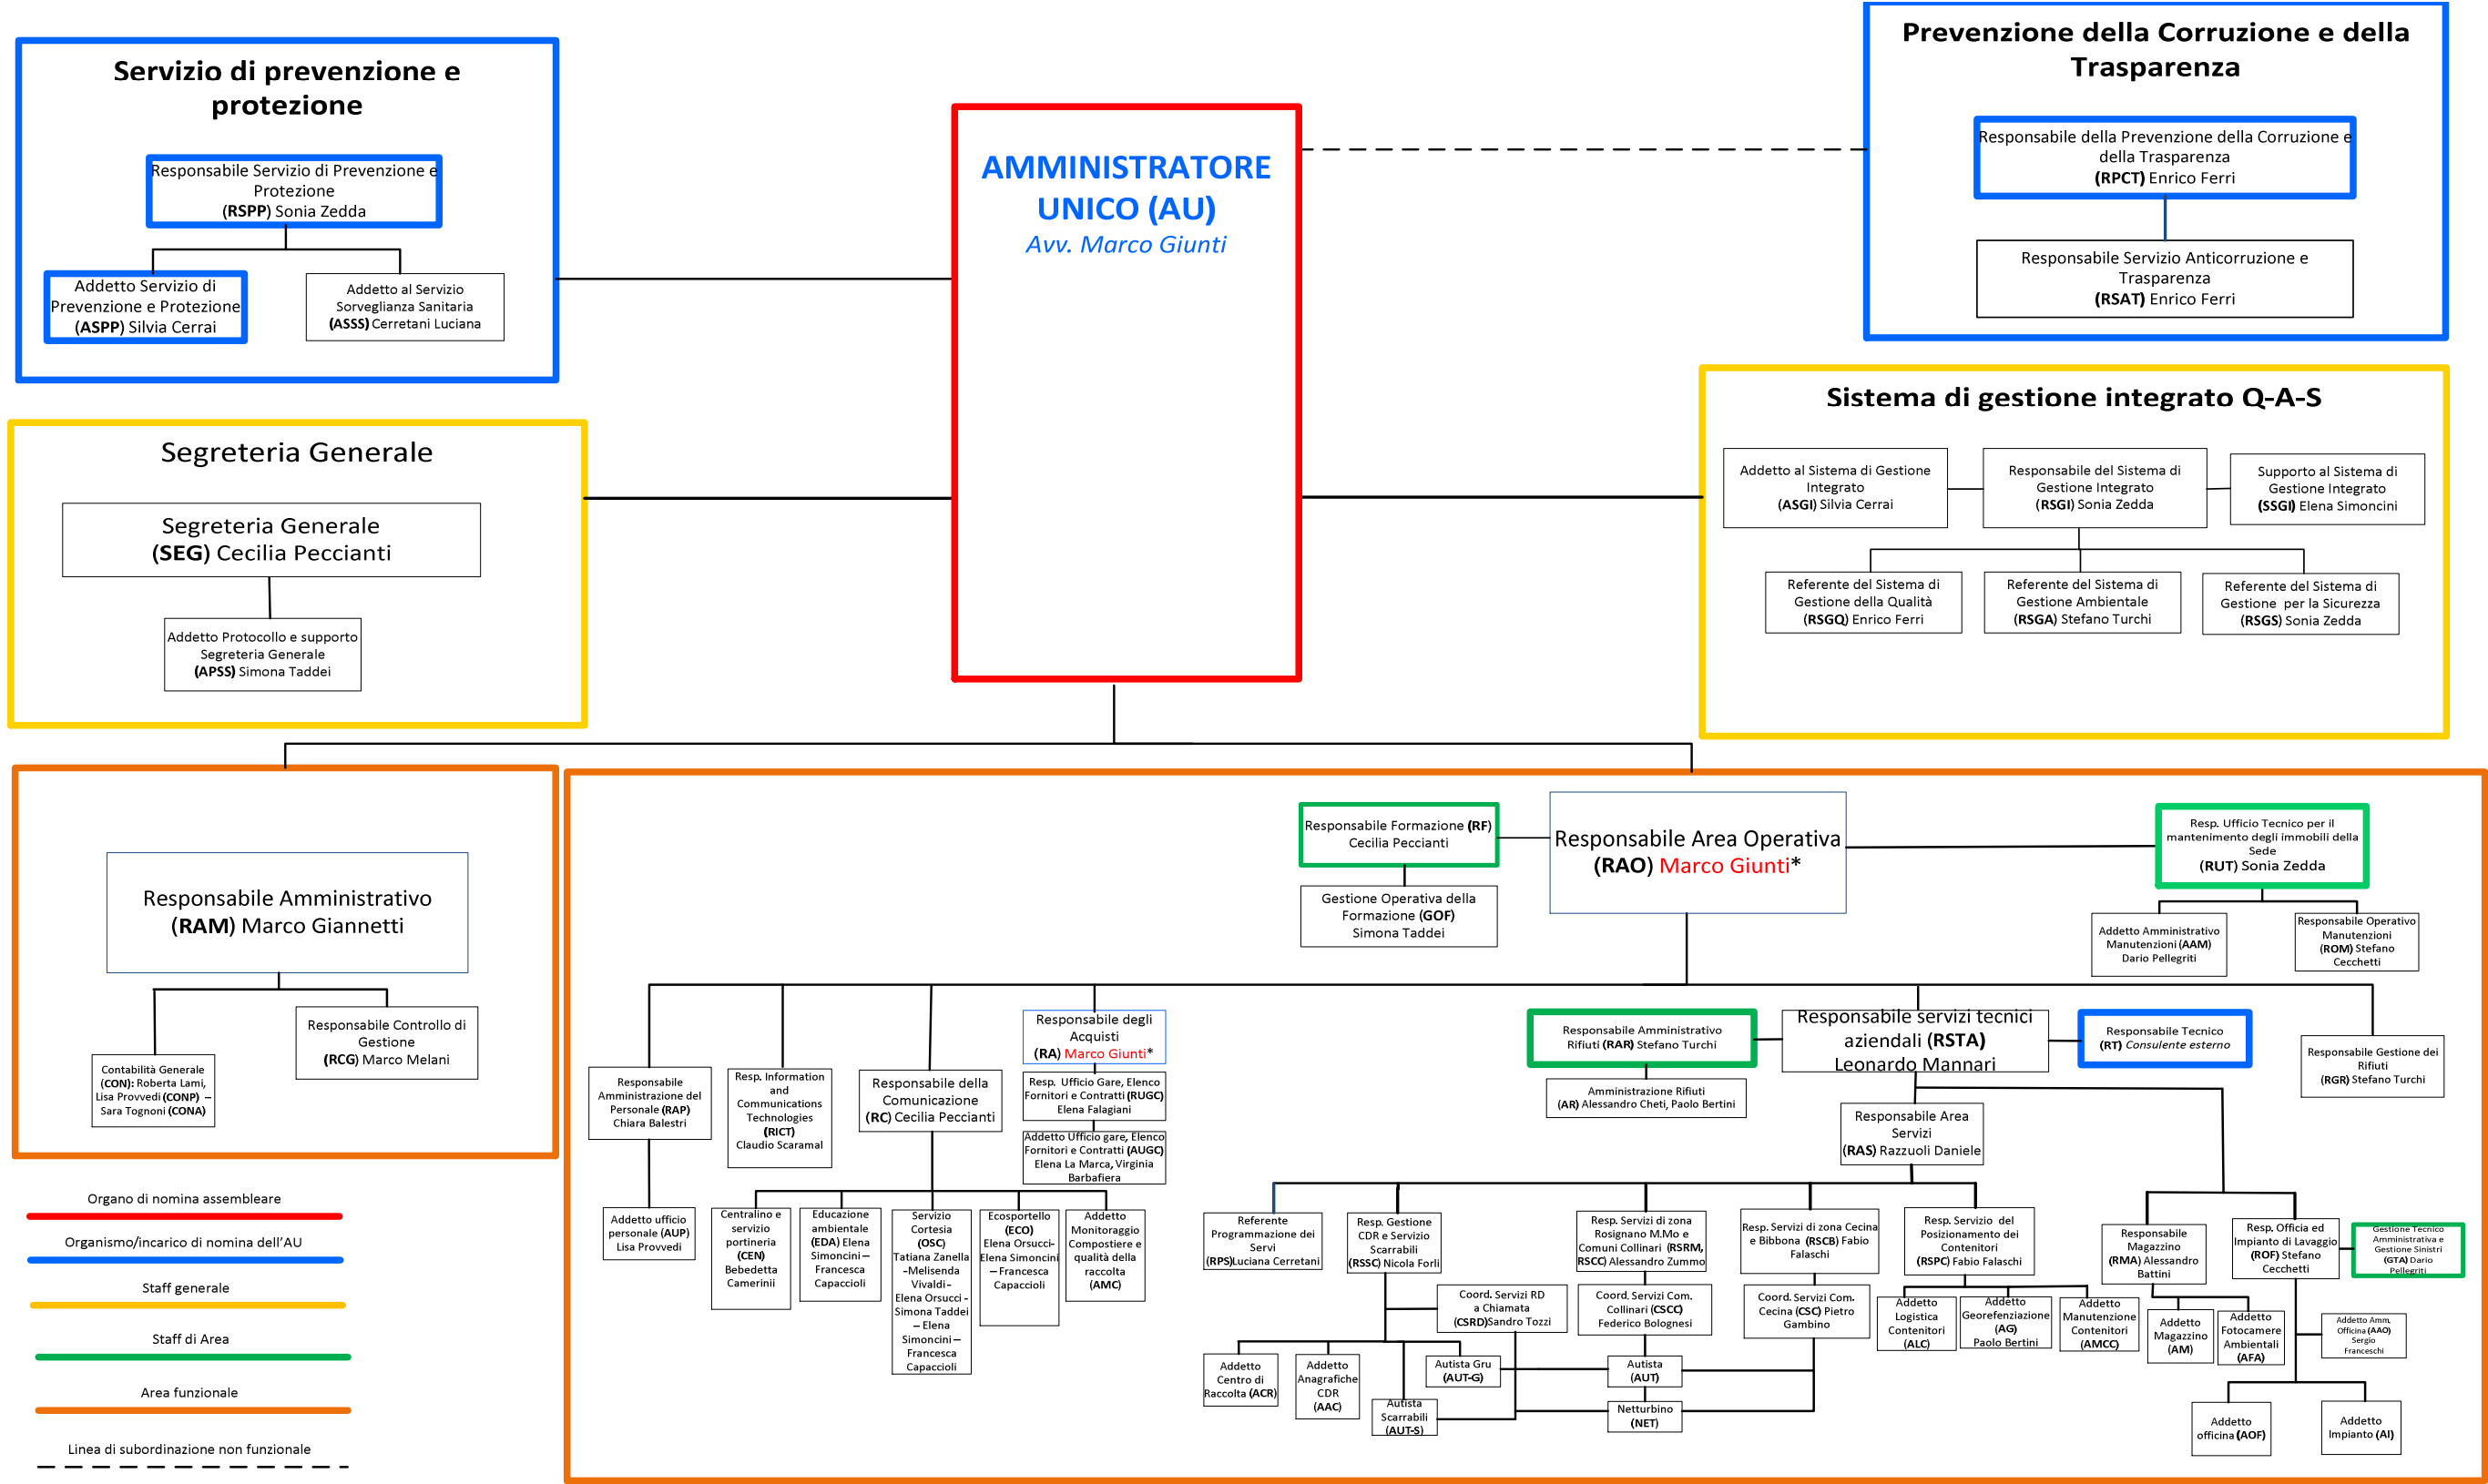 Servizio di prevenzione e
protezione
Responsabile Servizio di Prevenzione e
Protezione
(RSPP) Sonia Zedda
Addetto Servizio di
Prevenzione e Protezione
(ASPP) Silvia Cerrai
Addetto al Servizio
Sorveglianza Sanitaria
(ASSS) Cerretani Luciana
AMMINISTRATORE
UNICO (AU)
Avv. Marco Giunti
Prevenzione della Corruzione e della
Trasparenza
Responsabile della Prevenzione della Corruzione e
della Trasparenza
(RPCT) Enrico Ferri
Responsabile Servizio Anticorruzione e
Trasparenza
(RSAT) Enrico Ferri
Segreteria Generale
Segreteria Generale
(SEG) Cecilia Peccianti
Addetto Protocollo e supporto
Segreteria Generale
(APSS) Simona Taddei
Sistema di gestione integrato Q-A-S
Addetto al Sistema di Gestione
Integrato
(ASGI) Silvia Cerrai
Responsabile del Sistema di
Gestione Integrato
(RSGI) Sonia Zedda
Supporto al Sistema di
Gestione Integrato
(SSGI) Elena Simoncini
Referente del Sistema di
Gestione della Qualità
(RSGQ) Enrico Ferri
Referente del Sistema di
Gestione Ambientale
(RSGA) Stefano Turchi
Referente del Sistema di
Gestione per la Sicurezza
(RSGS) Sonia Zedda
Responsabile Amministrativo
(RAM) Marco Giannetti
Contabilità Generale
(CON): Roberta Lami,
Lisa Provvedi (CONP) –
Sara Tognoni (CONA)
Responsabile Controllo di
Gestione
(RCG) Marco Melani
Responsabile Formazione (RF)
Cecilia Peccianti
Gestione Operativa della
Formazione (GOF)
Simona Taddei
Responsabile Area Operativa
(RAO) Marco Giunti*
Resp. Ufficio Tecnico per il
mantenimento degli immobili della
Sede
(RUT) Sonia Zedda
Addetto Amministrativo
Manutenzioni (AAM)
Dario Pellegriti
Responsabile Operativo
Manutenzioni
(ROM) Stefano
Cecchetti
Responsabile
Amministrazione del
Personale (RAP)
Chiara Balestri
Addetto ufficio
personale (AUP)
Lisa Provvedi
Resp. Information
and
Communications
Technologies
(RICT)
Claudio Scaramal
Responsabile della
Comunicazione
(RC) Cecilia Peccianti
Responsabile degli
Acquisti
(RA) Marco Giunti*
Resp. Ufficio Gare, Elenco
Fornitori e Contratti (RUGC)
Elena Falagiani
Addetto Ufficio gare, Elenco
Fornitori e Contratti (AUGC)
Elena La Marca, Virginia
Barbafiera
Centralino e
servizio
portineria
(CEN)
Bebedetta
Camerinii
Educazione
ambientale
(EDA) Elena
Simoncini –
Francesca
Capaccioli
Servizio
Cortesia
(OSC)
Tatiana Zanella
-Melisenda
Vivaldi-
Elena Orsucci -
Simona Taddei
– Elena
Simoncini –
Francesca
Capaccioli
Ecosportello
(ECO)
Elena Orsucci-
Elena Simoncini
– Francesca
Capaccioli
Addetto
Monitoraggio
Compostiere e
qualità della
raccolta
(AMC)
Responsabile Amministrativo
Rifiuti (RAR) Stefano Turchi
Amministrazione Rifiuti
(AR) Alessandro Cheti, Paolo Bertini
Responsabile servizi tecnici
aziendali (RSTA)
Leonardo Mannari
Responsabile Tecnico
(RT) Consulente esterno
Responsabile Gestione dei
Rifiuti
(RGR) Stefano Turchi
Responsabile Area
Servizi
(RAS) Razzuoli Daniele
Referente
Programmazione dei
Servi
(RPS)Luciana Cerretani
Resp. Gestione
CDR e Servizio
Scarrabili
(RSSC) Nicola Forli
Resp. Servizi di zona
Rosignano M.Mo e
Comuni Collinari (RSRM,
RSCC) Alessandro Zummo
Resp. Servizi di zona Cecina
e Bibbona (RSCB) Fabio
Falaschi
Resp. Servizio del
Posizionamento dei
Contenitori
(RSPC) Fabio Falaschi
Responsabile
Magazzino
(RMA) Alessandro
Battini
Resp. Officia ed
Impianto di Lavaggio
(ROF) Stefano
Cecchetti
Gestione Tecnico
Amministrativa e
Gestione Sinistri
(GTA) Dario
Pellegriti
Coord. Servizi RD
a Chiamata
(CSRD)Sandro Tozzi
Coord. Servizi Com.
Collinari (CSCC)
Federico Bolognesi
Coord. Servizi Com.
Cecina (CSC) Pietro
Gambino
Addetto
Logistica
Contenitori
(ALC)
Addetto
Georefenziazione
(AG)
Paolo Bertini
Addetto
Manutenzione
Contenitori
(AMCC)
Addetto
Magazzino
(AM)
Addetto
Fotocamere
Ambientali
(AFA)
Addetto Amm.
Officina (AAO)
Sergio
Franceschi
Addetto
Centro di
Raccolta (ACR)
Addetto
Anagrafiche
CDR
(AAC)
Autista Gru
(AUT-G)
Autista
Scarrabili
(AUT-S)
Autista
(AUT)
Netturbino
(NET)
Addetto
officina (AOF)
Addetto
Impianto (AI)
Organo di nomina assembleare
Organismo/incarico di nomina dell’AU
Staff generale
Staff di Area
Area funzionale
Linea di subordinazione non funzionale